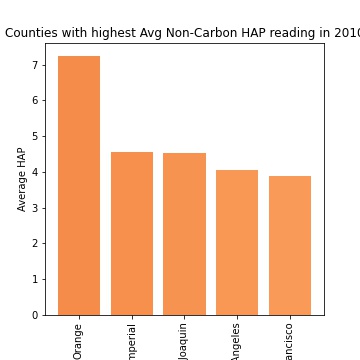 Counties with highest Avg Non-Carbon HAP reading in 2010
Average HAP
7
6
5
4
3
2
1
0
Orange
mperial
Joaquin
Angeles
ancisco